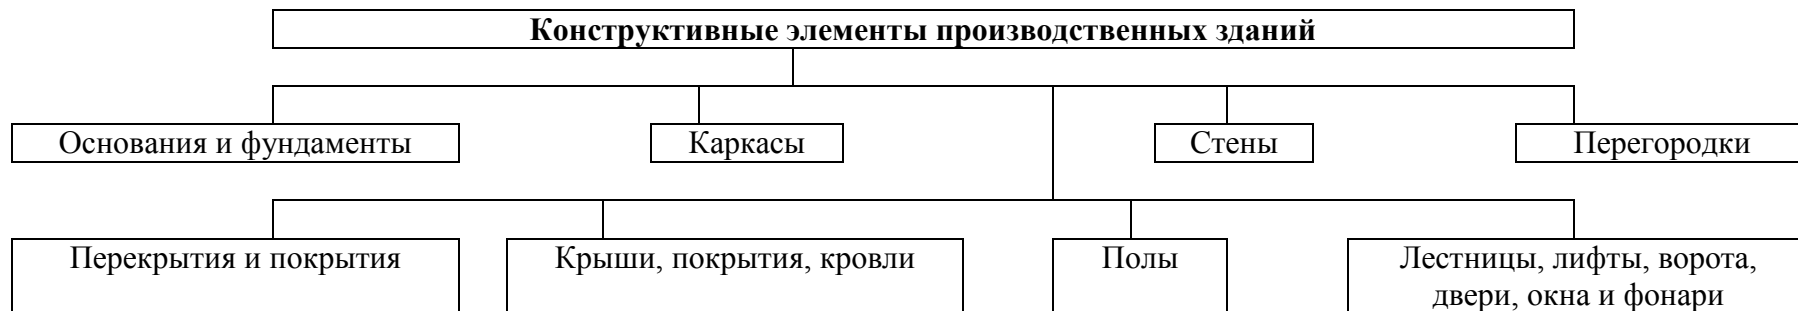 Конструктивные элементы производственных зданий
Основания и фундаменты
Каркасы
Стены
Перегородки
Перекрытия и покрытия
Крыши, покрытия, кровли
Полы
Лестницы, лифты, ворота,
двери, окна и фонари